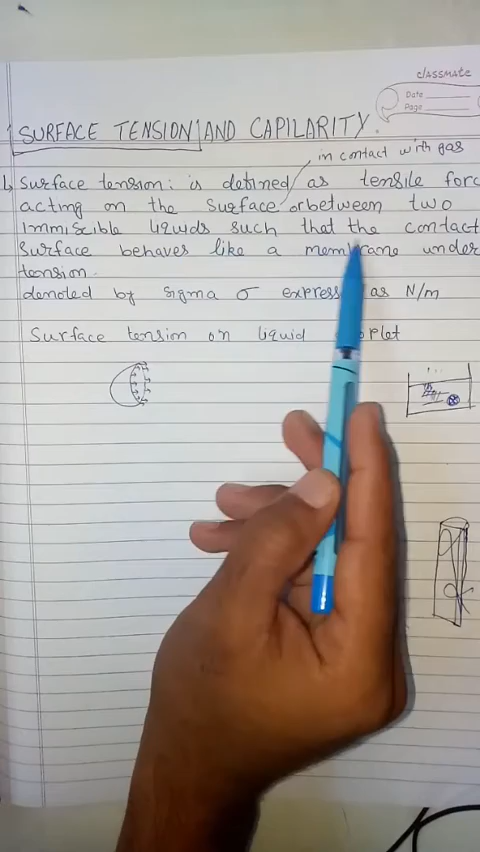 classmate
Date
Page
SURFACE TENSION AND CAPILARITY.
in contact with gas
Surface tension: is defined as tensile forc
acting on the surface or between two
immiscible liquids such that the contact
surface behaves like a membrane under
tension.
denoted by sigma σ express as N/m
Surface tension on liquid plet